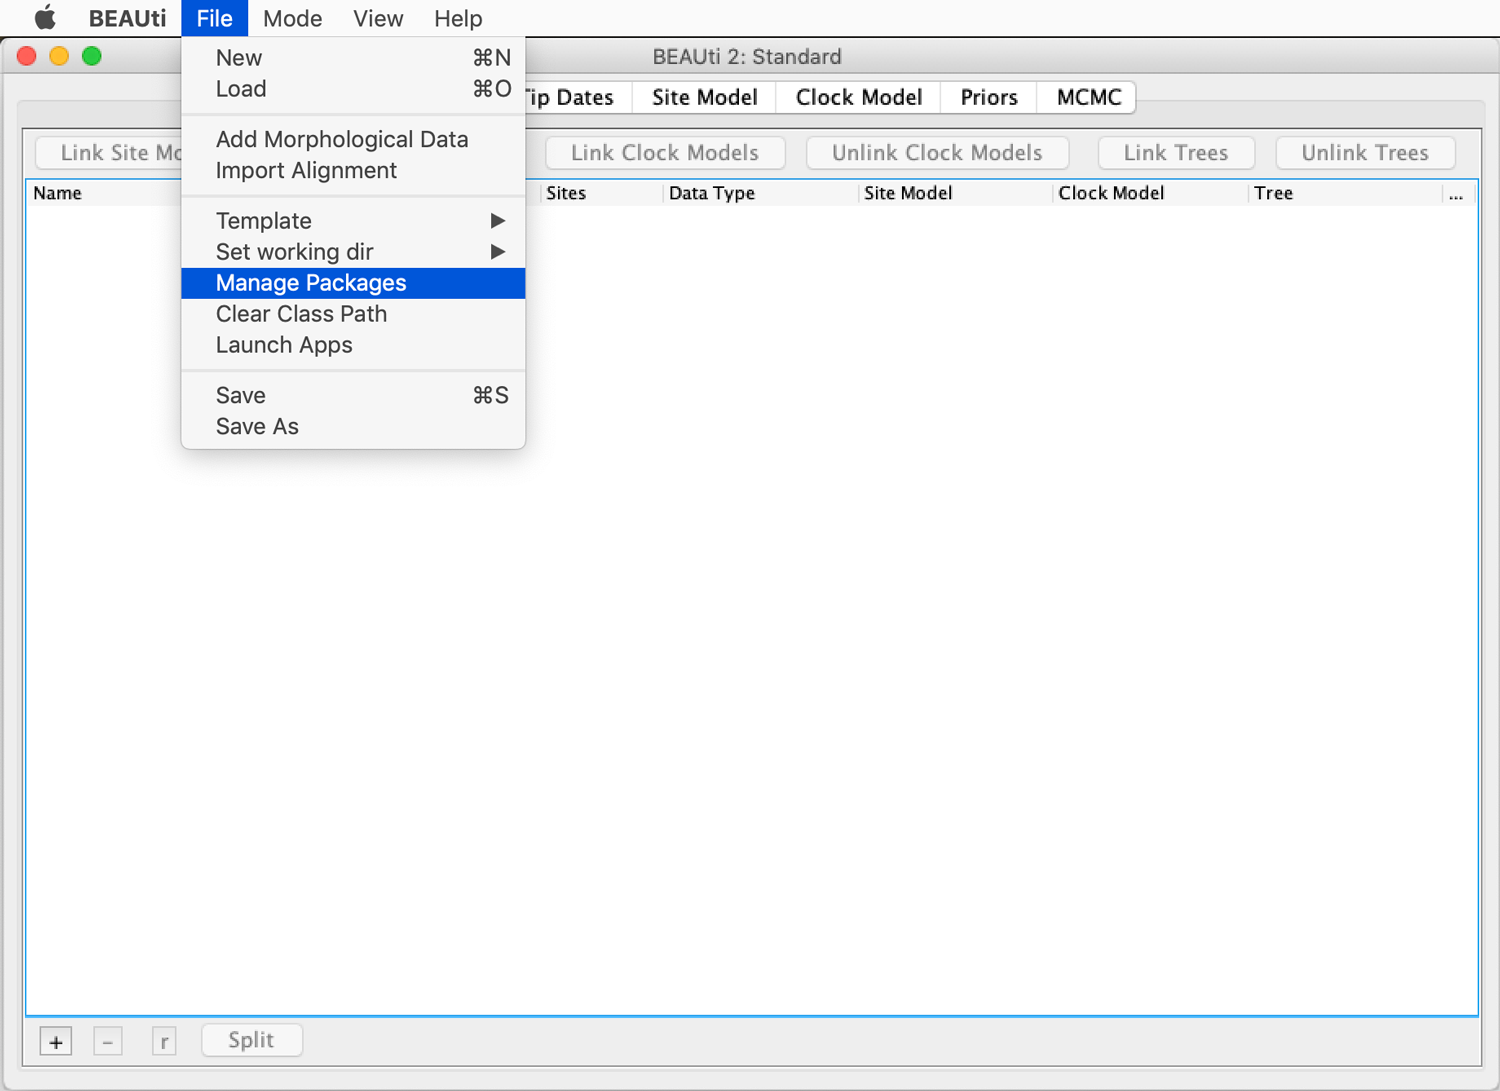 BEAUti File Mode View Help
BEAUti 2: Standard
New ⌘N
Load ⌘O
Add Morphological Data
Import Alignment
Template ▶
Set working dir ▶
Manage Packages
Clear Class Path
Launch Apps
Save ⌘S
Save As
Tip Dates Site Model Clock Model Priors MCMC
Link Site Mo Link Clock Models Unlink Clock Models Link Trees Unlink Trees
Name Sites Data Type Site Model Clock Model Tree ...
+ - r Split